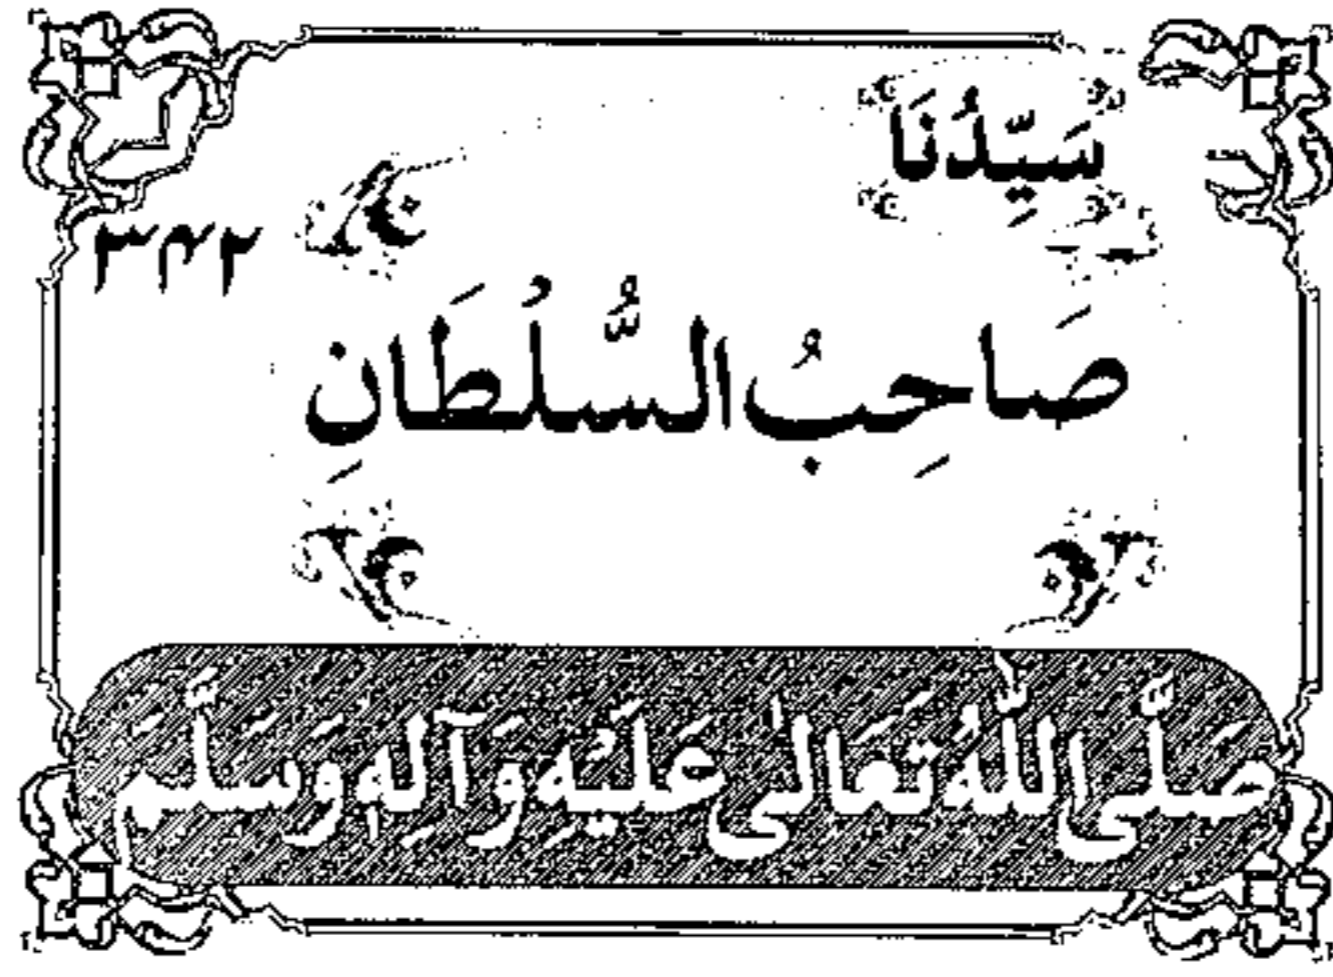 سَيِّدُنَا
۳۴۲
صَاحِبُ السُّلْطَانِ
صَلَّى اللّٰهُ تَعَالٰى عَلَيْهِ وَآلِهٖ وَسَلَّمَ